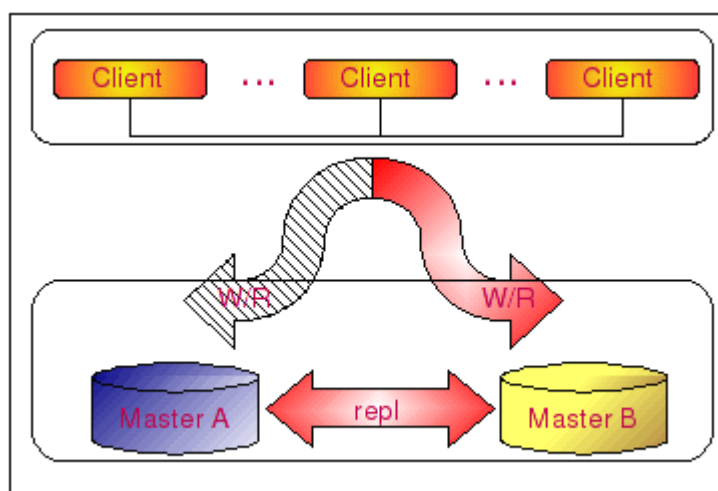 Client ... Client ... Client
W/R W/R
Master A repl Master B